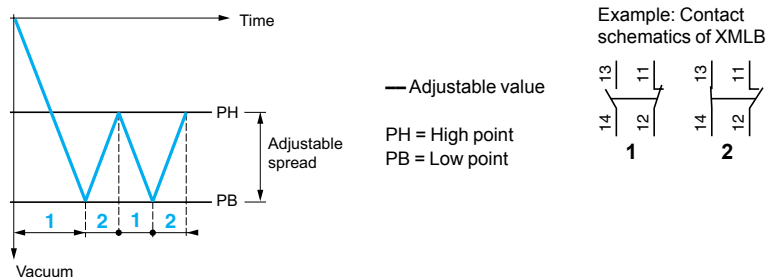 Time
PH
Adjustable
spread
PB
1 2 1 2
Vacuum
Adjustable value
PH = High point
PB = Low point
Example: Contact
schematics of XMLB
13 11
14 12
1
13 11
14 12
2